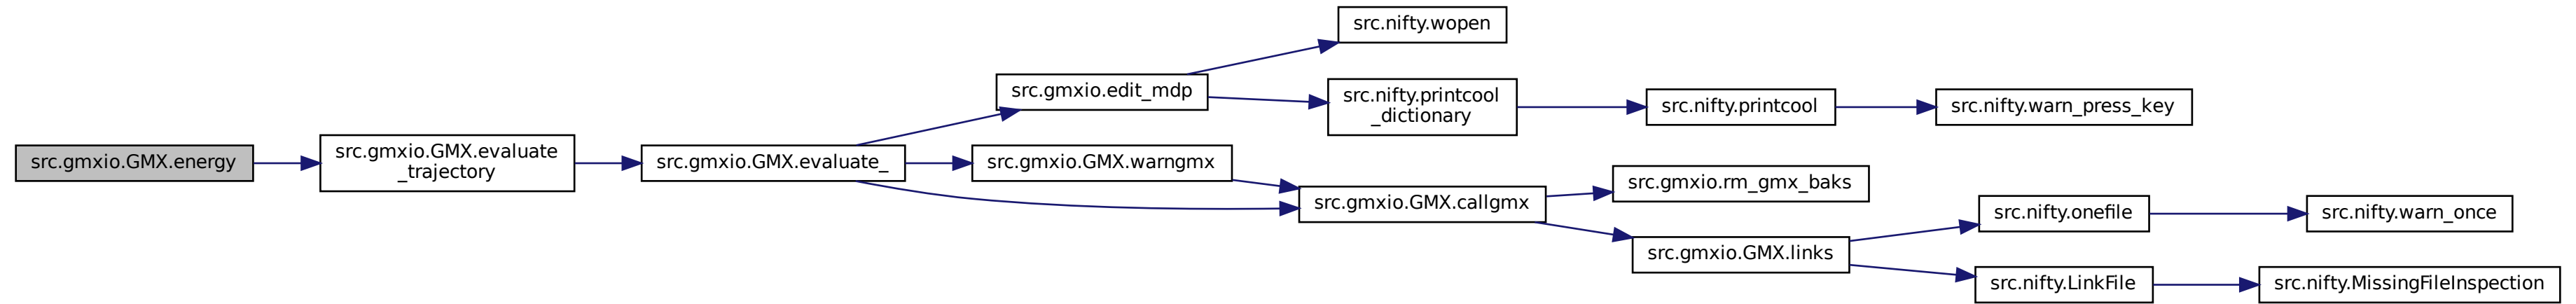 src.gmxio.GMX.energy
src.gmxio.GMX.evaluate
_trajectory
src.gmxio.GMX.evaluate_
src.gmxio.edit_mdp
src.nifty.wopen
src.nifty.printcool
_dictionary
src.nifty.printcool
src.nifty.warn_press_key
src.gmxio.GMX.warngmx
src.gmxio.GMX.callgmx
src.gmxio.rm_gmx_baks
src.gmxio.GMX.links
src.nifty.onefile
src.nifty.warn_once
src.nifty.LinkFile
src.nifty.MissingFileInspection